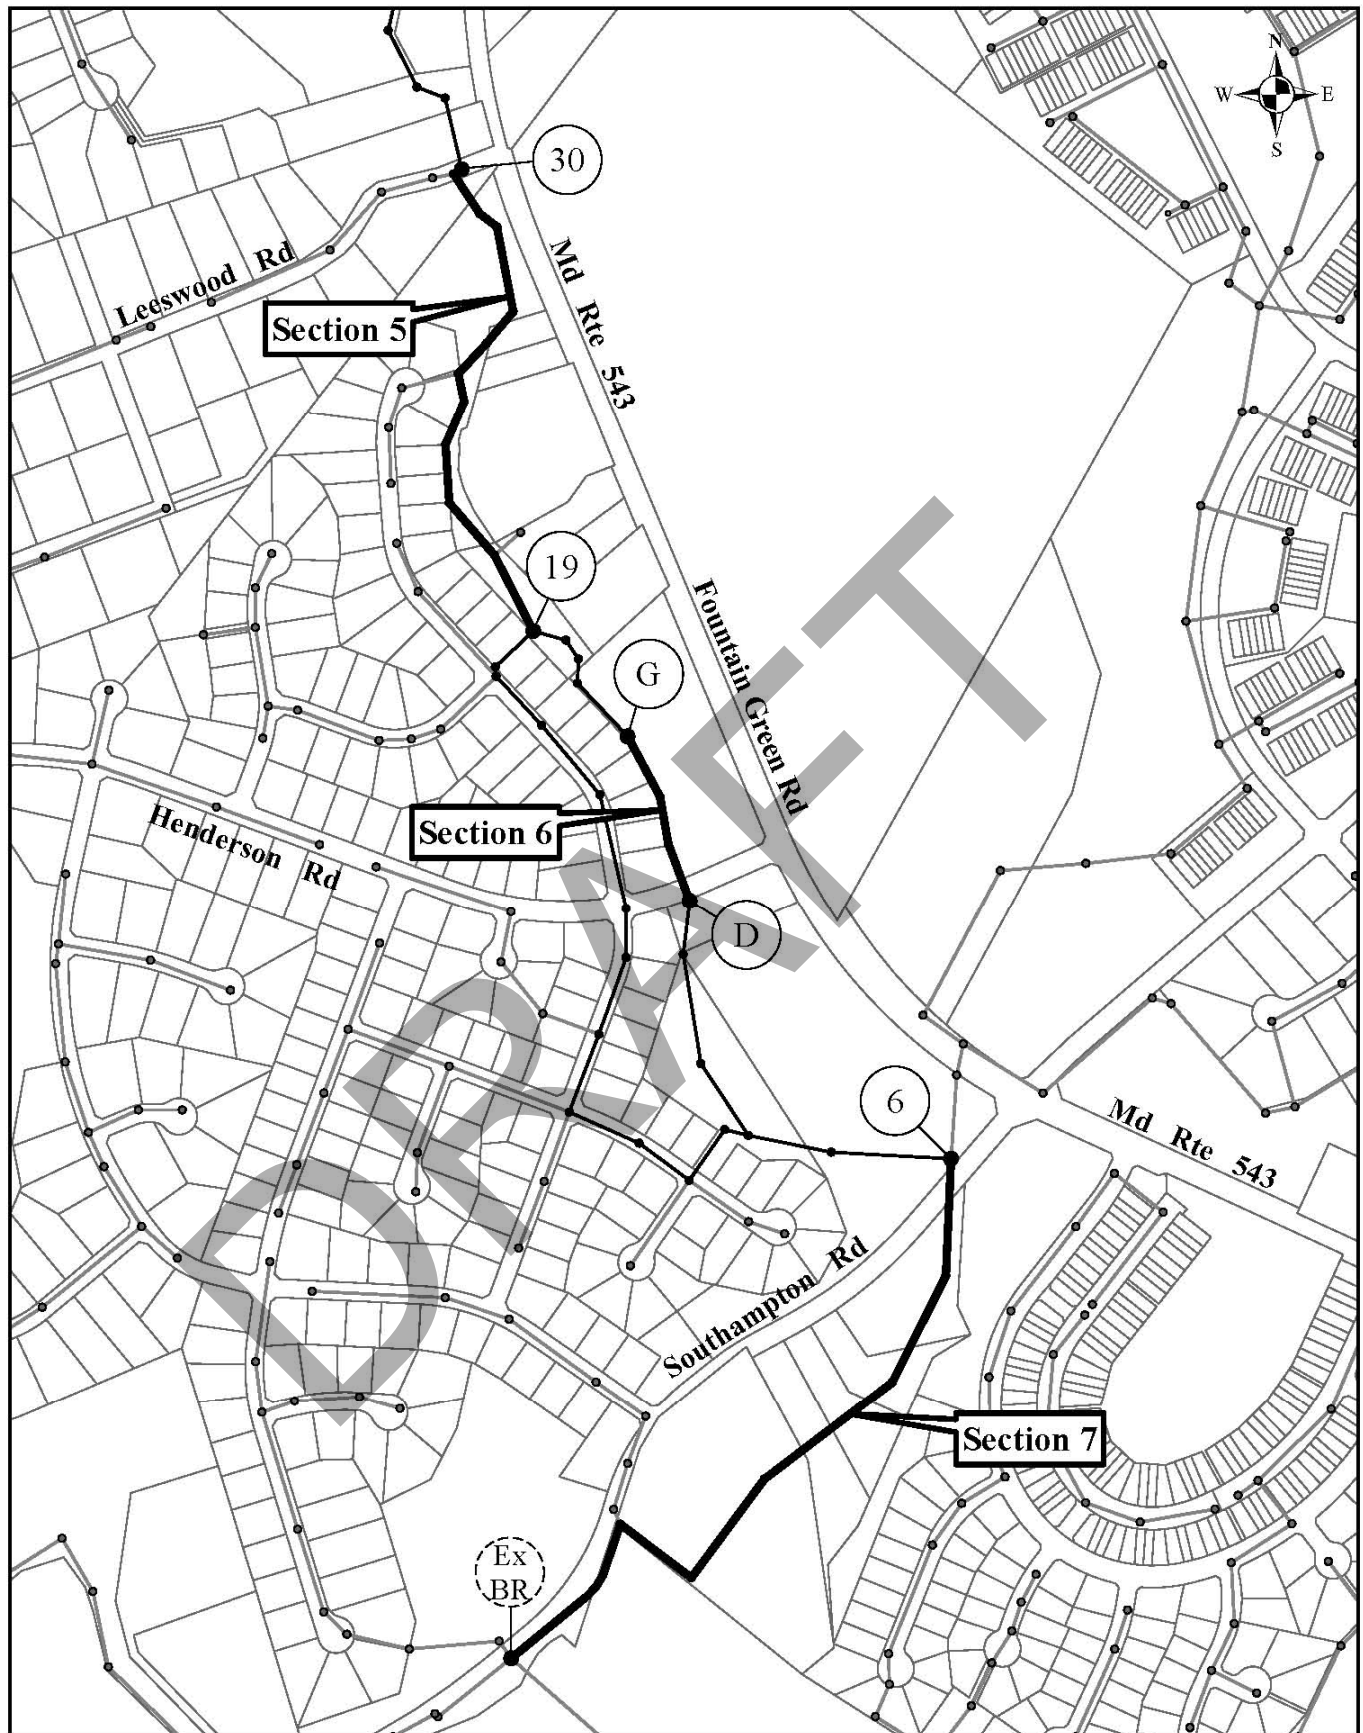 N
W E
S
30
Leeswood Rd
Md Rte 543
Section 5
19
Fountain Green Rd
G
Section 6
Henderson Rd
D
6
Md Rte 543
Southampton Rd
Section 7
Ex
BR
DRAFT